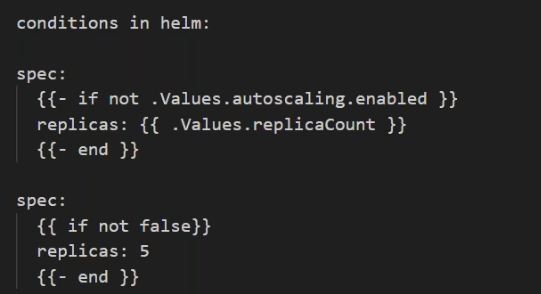 conditions in helm:
spec:
  {{- if not .Values.autoscaling.enabled }}
  replicas: {{ .Values.replicaCount }}
  {{- end }}
spec:
  {{ if not false}}
  replicas: 5
  {{- end }}